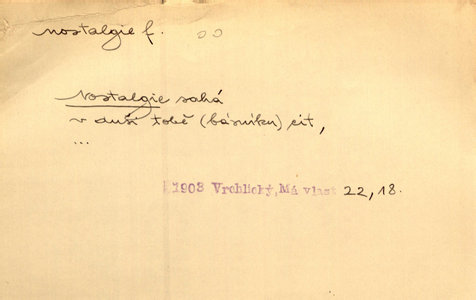 nostalgie f.
Nostalgie sahá
v duši tobě (básníku) cit,
...
1903 Vrchlický, Má vlast 22, 18.